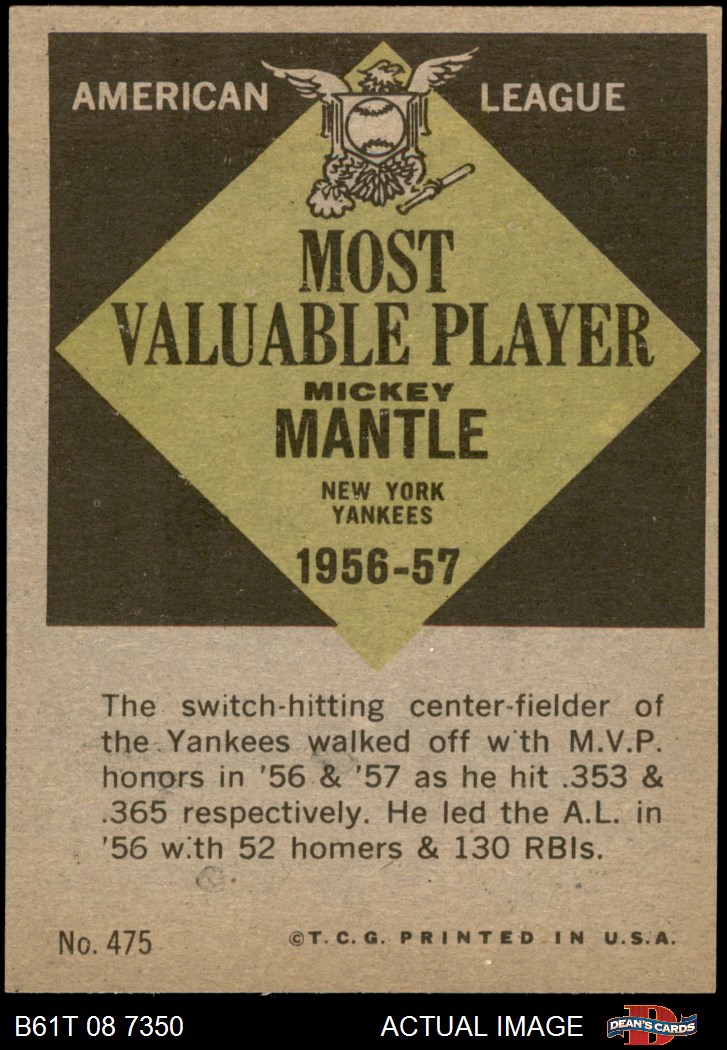 AMERICAN LEAGUE
MOST
VALUABLE PLAYER
MICKEY
MANTLE
NEW YORK
YANKEES
1956-57
The switch-hitting center-fielder of
the Yankees walked off with M.V.P.
honors in '56 & '57 as he hit .353 &
.365 respectively. He led the A.L. in
'56 with 52 homers & 130 RBIs.
No. 475
©T.C.G. PRINTED IN U.S.A.
B61T 08 7350
ACTUAL IMAGE
D
DEAN'S CARDS